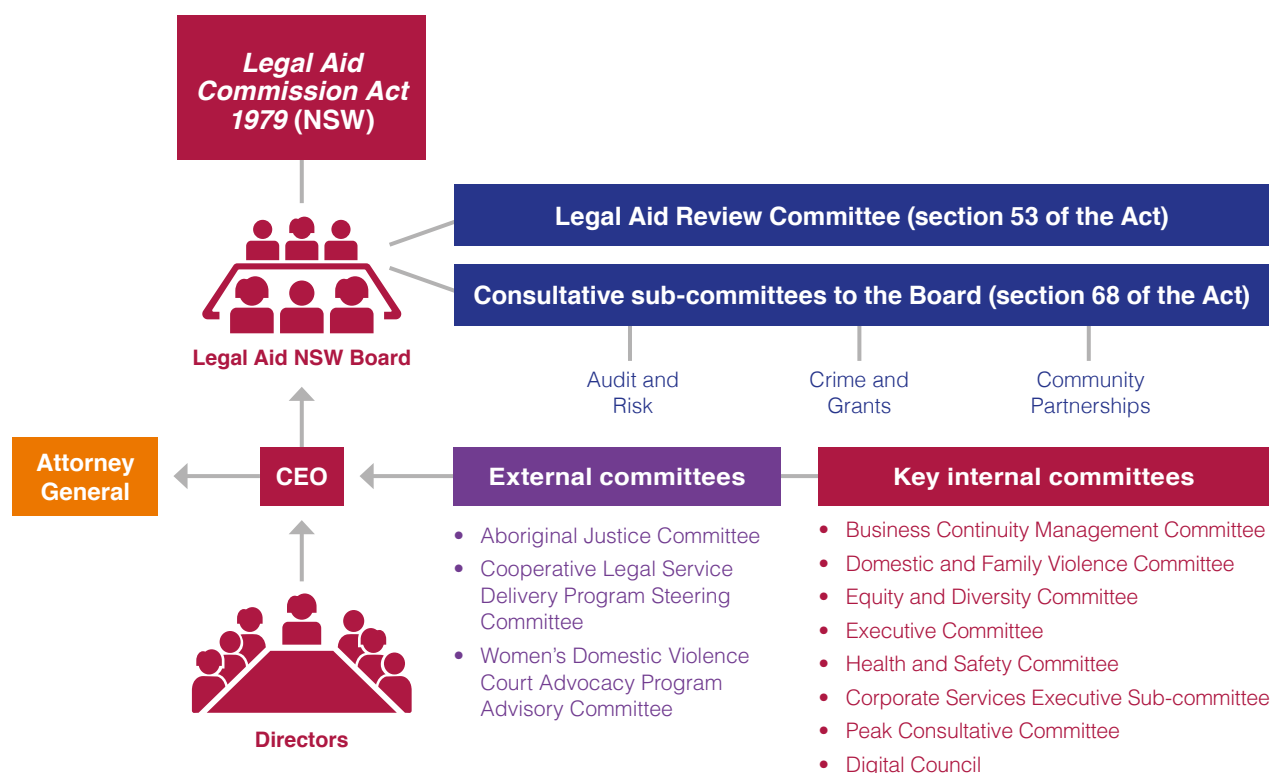 Legal Aid
Commission Act
1979 (NSW)
Legal Aid Review Committee (section 53 of the Act)
Consultative sub-committees to the Board (section 68 of the Act)
Legal Aid NSW Board
Audit and
Risk
Crime and
Grants
Community
Partnerships
Attorney
General
CEO
External committees
Key internal committees
• Aboriginal Justice Committee
• Cooperative Legal Service
Delivery Program Steering
Committee
• Women's Domestic Violence
Court Advocacy Program
Advisory Committee
• Business Continuity Management Committee
• Domestic and Family Violence Committee
• Equity and Diversity Committee
• Executive Committee
• Health and Safety Committee
• Corporate Services Executive Sub-committee
• Peak Consultative Committee
• Digital Council
Directors